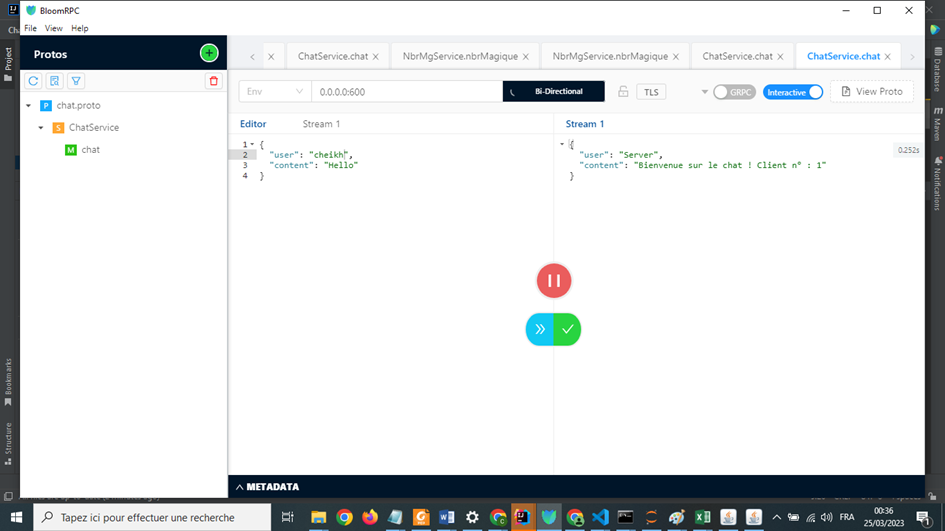 BloomRPC
File View Help
Project
Protos
ChatService.chat
NbrMgService.nbrMagique
NbrMgService.nbrMagique
ChatService.chat
ChatService.chat
Env
0.0.0.0:600
Bi-Directional
TLS
GRPC
Interactive
View Proto
chat.proto
ChatService
chat
Editor
Stream 1
Stream 1
1 {
2 "user": "cheikh",
3 "content": "Hello"
4 }
{
"user": "Server",
"content": "Bienvenue sur le chat ! Client n° : 1"
}
0.252s
Database
Maven
Notifications
Bookmarks
Structure
METADATA
Tapez ici pour effectuer une recherche
FRA
00:36
25/03/2023